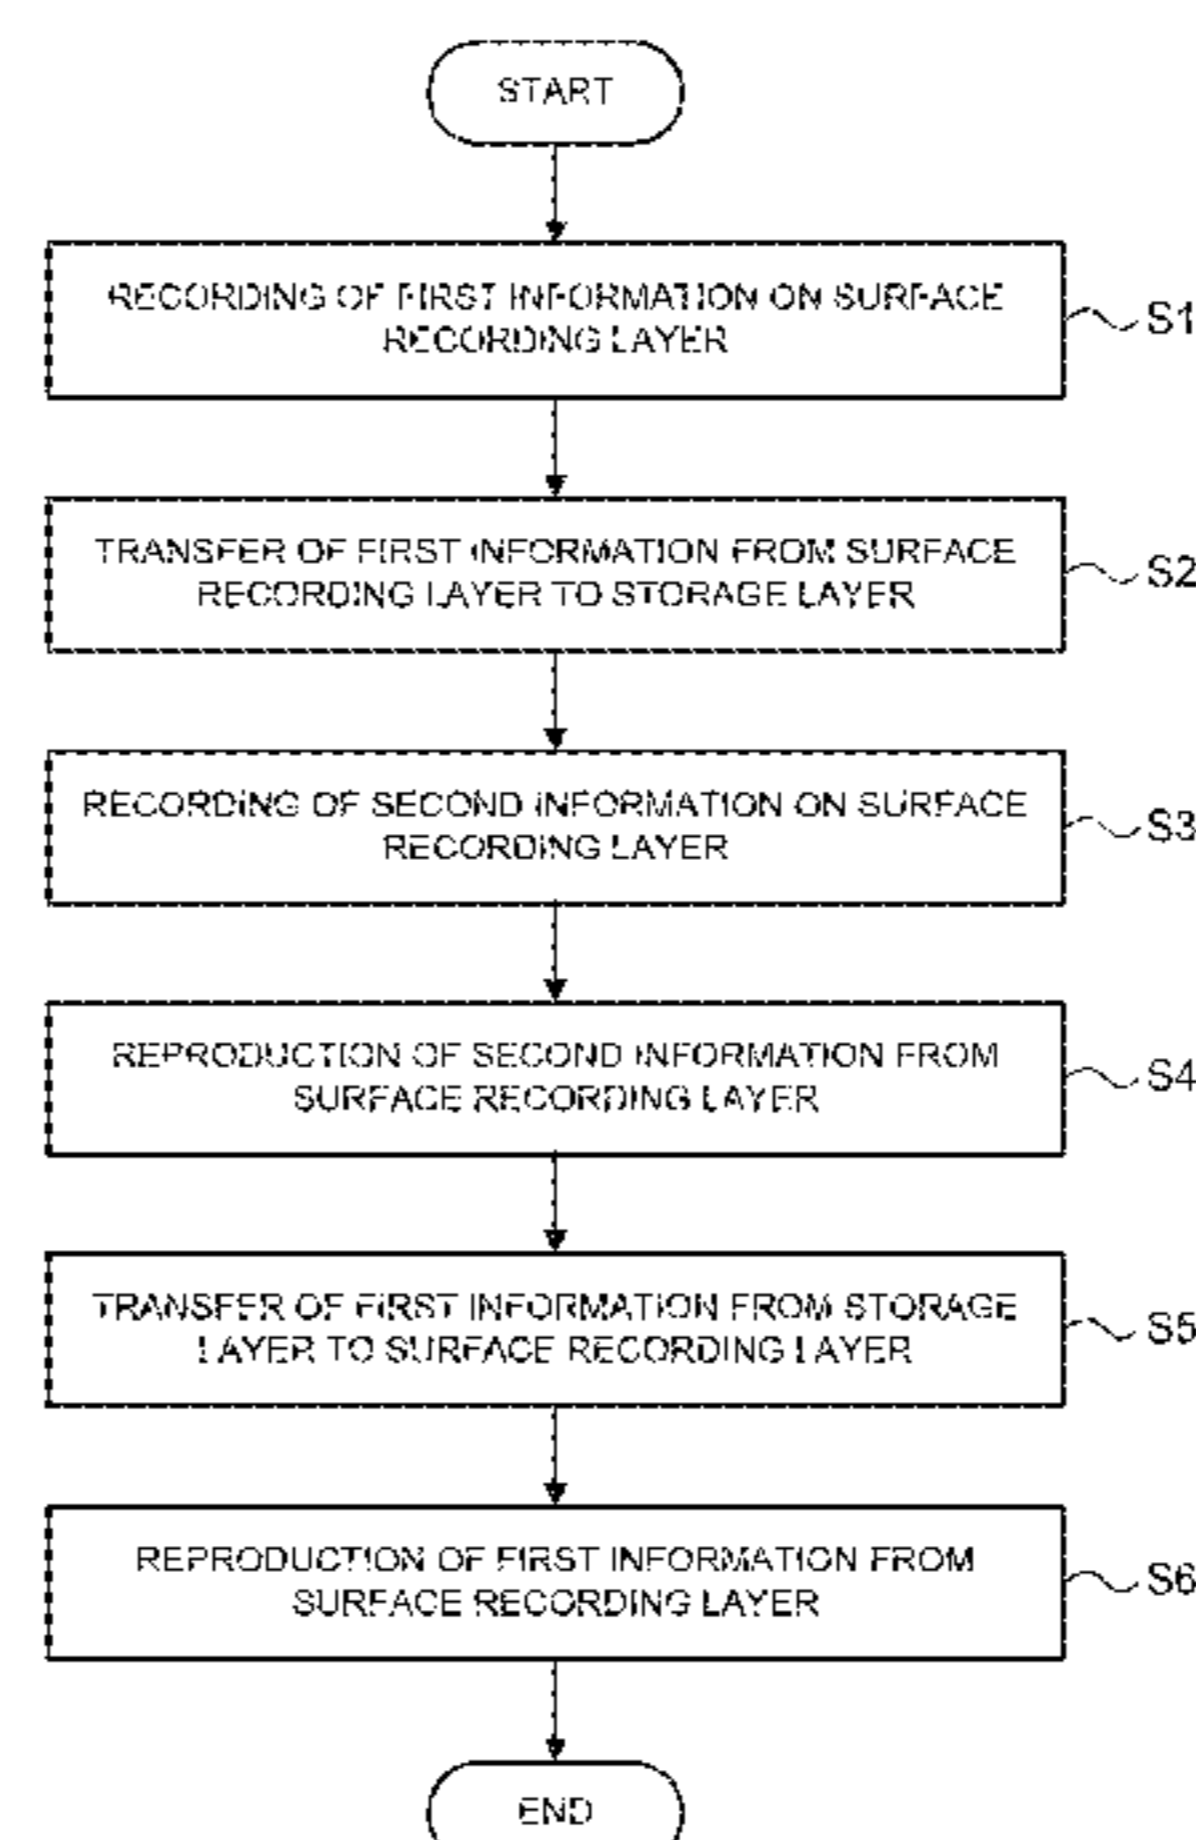 START
RECORDING OF FIRST INFORMATION ON SURFACE
RECORDING LAYER
S1
TRANSFER OF FIRST INFORMATION FROM SURFACE
RECORDING LAYER TO STORAGE LAYER
S2
RECORDING OF SECOND INFORMATION ON SURFACE
RECORDING LAYER
S3
REPRODUCTION OF SECOND INFORMATION FROM
SURFACE RECORDING LAYER
S4
TRANSFER OF FIRST INFORMATION FROM STORAGE
LAYER TO SURFACE RECORDING LAYER
S5
REPRODUCTION OF FIRST INFORMATION FROM
SURFACE RECORDING LAYER
S6
END